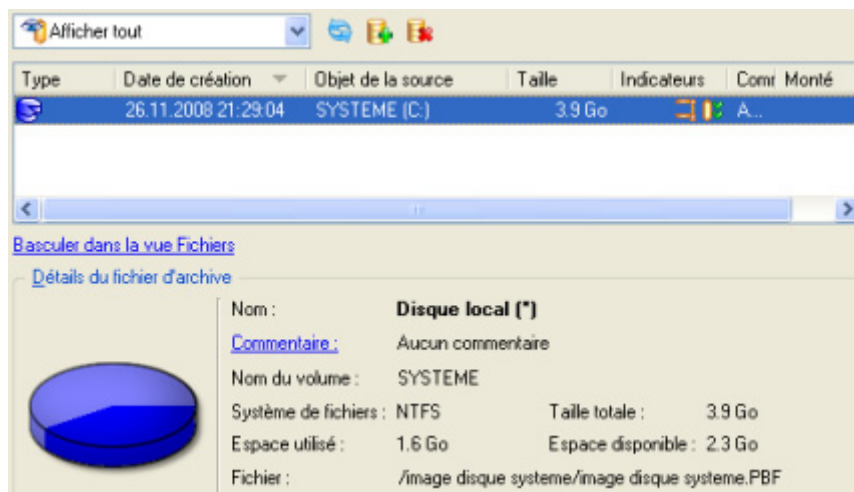 Afficher tout
Type Date de création Objet de la source Taille Indicateurs Comr Monté
26.11.2008 21:29:04 SYSTEME (C:) 3.9 Go A...
Basculer dans la vue Fichiers
Détails du fichier d'archive
Nom : Disque local (*)
Commentaire : Aucun commentaire
Nom du volume : SYSTEME
Système de fichiers : NTFS Taille totale : 3.9 Go
Espace utilisé : 1.6 Go Espace disponible : 2.3 Go
Fichier : /image disque systeme/image disque systeme.PBF